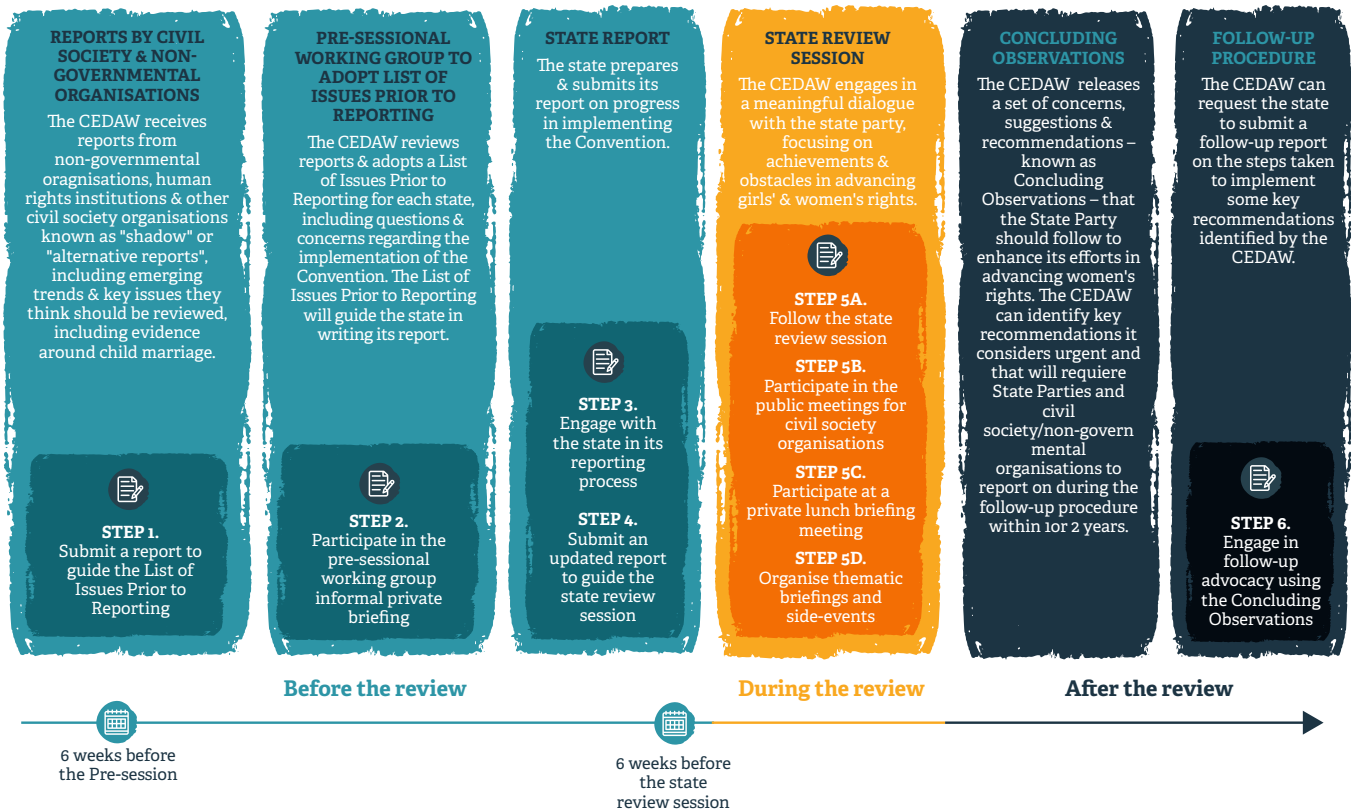 REPORTS BY CIVIL
SOCIETY & NON-
GOVERNMENTAL
ORGANISATIONS
The CEDAW receives
reports from
non-governmental
oragnisations, human
rights institutions & other
civil society organisations
known as "shadow" or
"alternative reports",
including emerging
trends & key issues they
think should be reviewed,
including evidence
around child marriage.
STEP 1.
Submit a report to
guide the List of
Issues Prior to
Reporting
PRE-SESSIONAL
WORKING GROUP TO
ADOPT LIST OF
ISSUES PRIOR TO
REPORTING
The CEDAW reviews
reports & adopts a List
of Issues Prior to
Reporting for each state,
including questions &
concerns regarding the
implementation of the
Convention. The List of
Issues Prior to Reporting
will guide the state in
writing its report.
STEP 2.
Participate in the
pre-sessional
working group
informal private
briefing
STATE REPORT
The state prepares
& submits its
report on progress
in implementing
the Convention.
STEP 3.
Engage with
the state in its
reporting
process
STEP 4.
Submit an
updated report
to guide the
state review
session
STATE REVIEW
SESSION
The CEDAW engages in
a meaningful dialogue
with the state party,
focusing on
achievements &
obstacles in advancing
girls' & women's rights.
STEP 5A.
Follow the state
review session
STEP 5B.
Participate in the
public meetings for
civil society
organisations
STEP 5C.
Participate at a
private lunch briefing
meeting
STEP 5D.
Organise thematic
briefings and
side-events
CONCLUDING
OBSERVATIONS
The CEDAW releases
a set of concerns,
suggestions &
recommendations –
known as
Concluding
Observations – that
the State Party
should follow to
enhance its efforts in
advancing women's
rights. The CEDAW
can identify key
recommendations it
considers urgent and
that will requiere
State Parties and
civil
society/non-govern
mental
organisations to
report on during the
follow-up procedure
within 1or 2 years.
FOLLOW-UP
PROCEDURE
The CEDAW can
request the state
to submit a
follow-up report
on the steps taken
to implement
some key
recommendations
identified by the
CEDAW.
STEP 6.
Engage in
follow-up
advocacy using
the Concluding
Observations
Before the review
During the review
After the review
6 weeks before
the Pre-session
6 weeks before
the state
review session